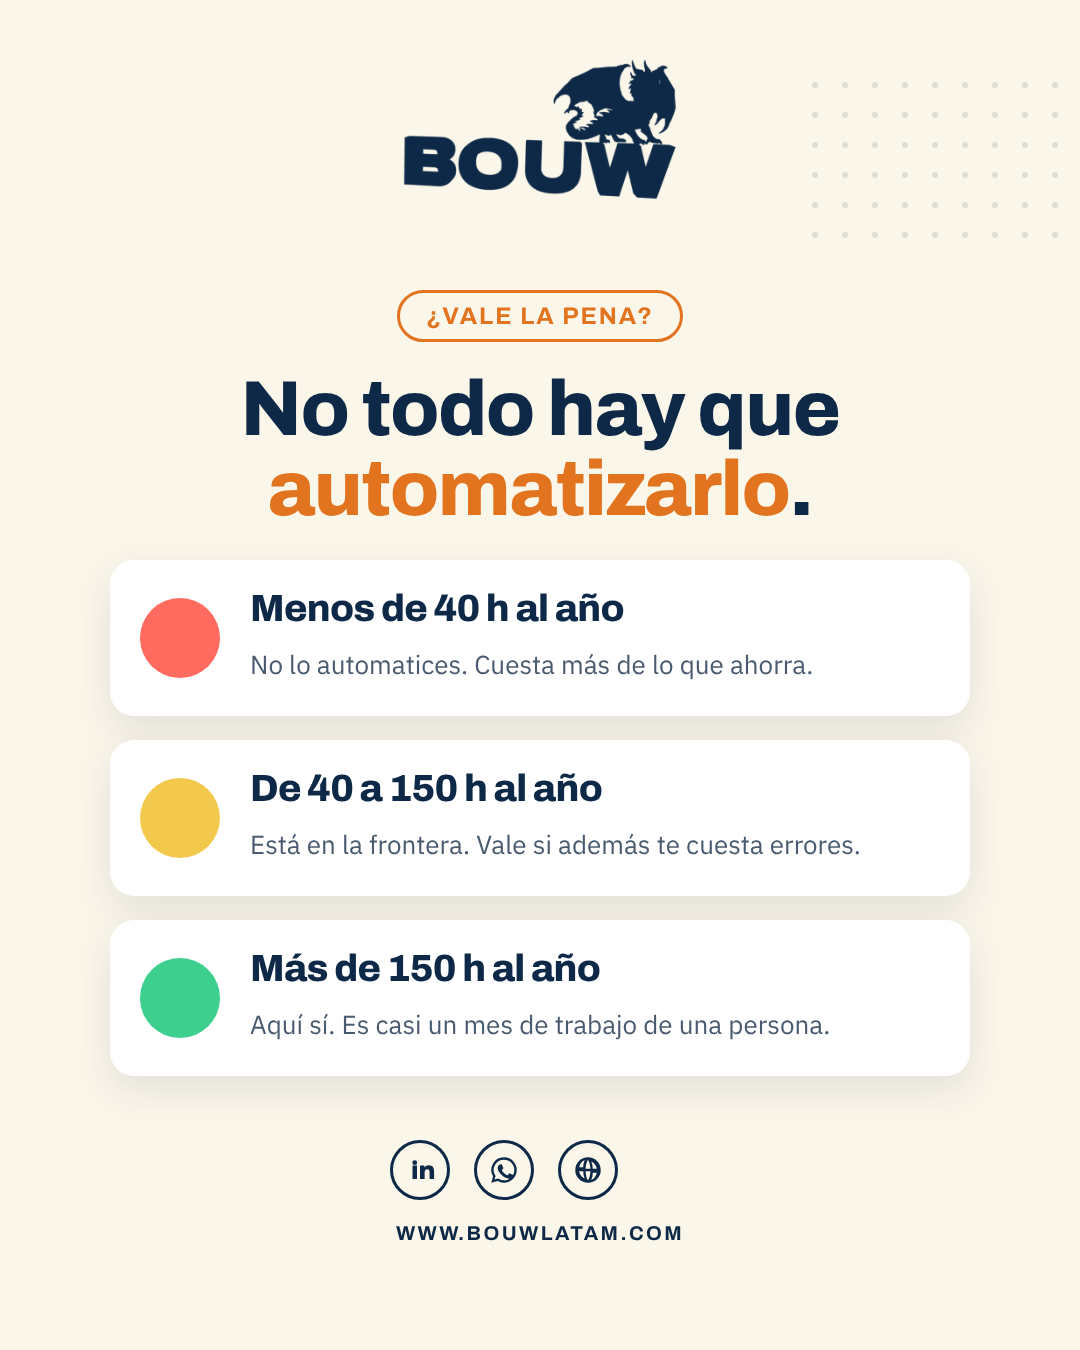 BOUW
¿VALE LA PENA?
No todo hay que
automatizarlo.
Menos de 40 h al año
No lo automatices. Cuesta más de lo que ahorra.
De 40 a 150 h al año
Está en la frontera. Vale si además te cuesta errores.
Más de 150 h al año
Aquí sí. Es casi un mes de trabajo de una persona.
in
WWW.BOUWLATAM.COM